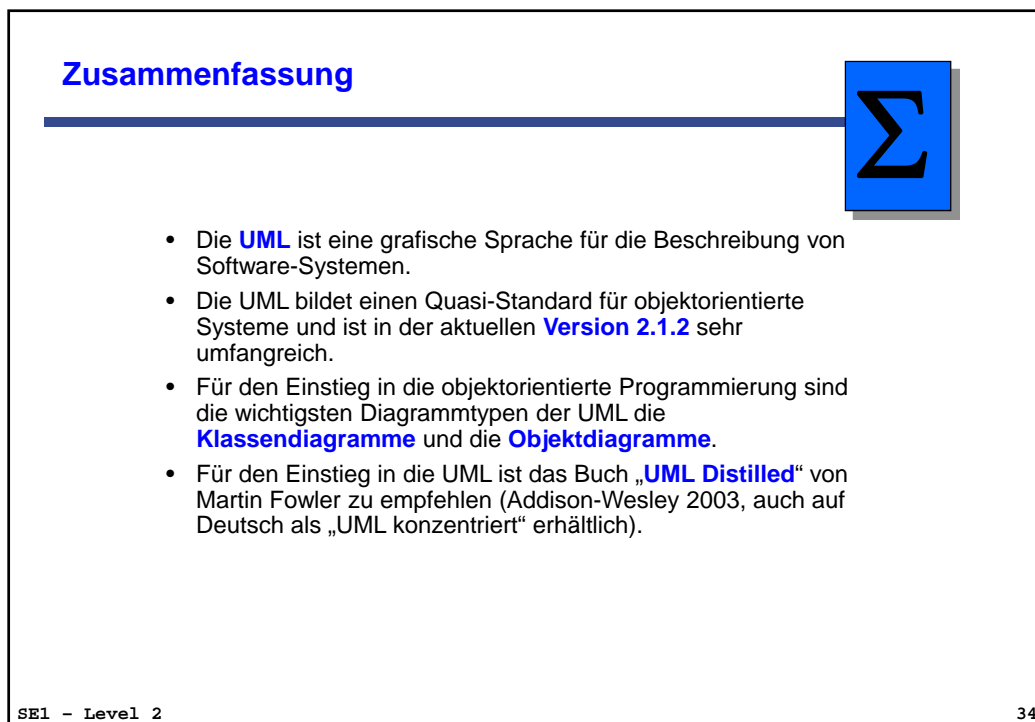 Zusammenfassung
Σ
• Die UML ist eine grafische Sprache für die Beschreibung von
Software-Systemen.
• Die UML bildet einen Quasi-Standard für objektorientierte
Systeme und ist in der aktuellen Version 2.1.2 sehr
umfangreich.
• Für den Einstieg in die objektorientierte Programmierung sind
die wichtigsten Diagrammtypen der UML die
Klassendiagramme und die Objektdiagramme.
• Für den Einstieg in die UML ist das Buch „UML Distilled“ von
Martin Fowler zu empfehlen (Addison-Wesley 2003, auch auf
Deutsch als „UML konzentriert“ erhältlich).
SE1 – Level 2
34